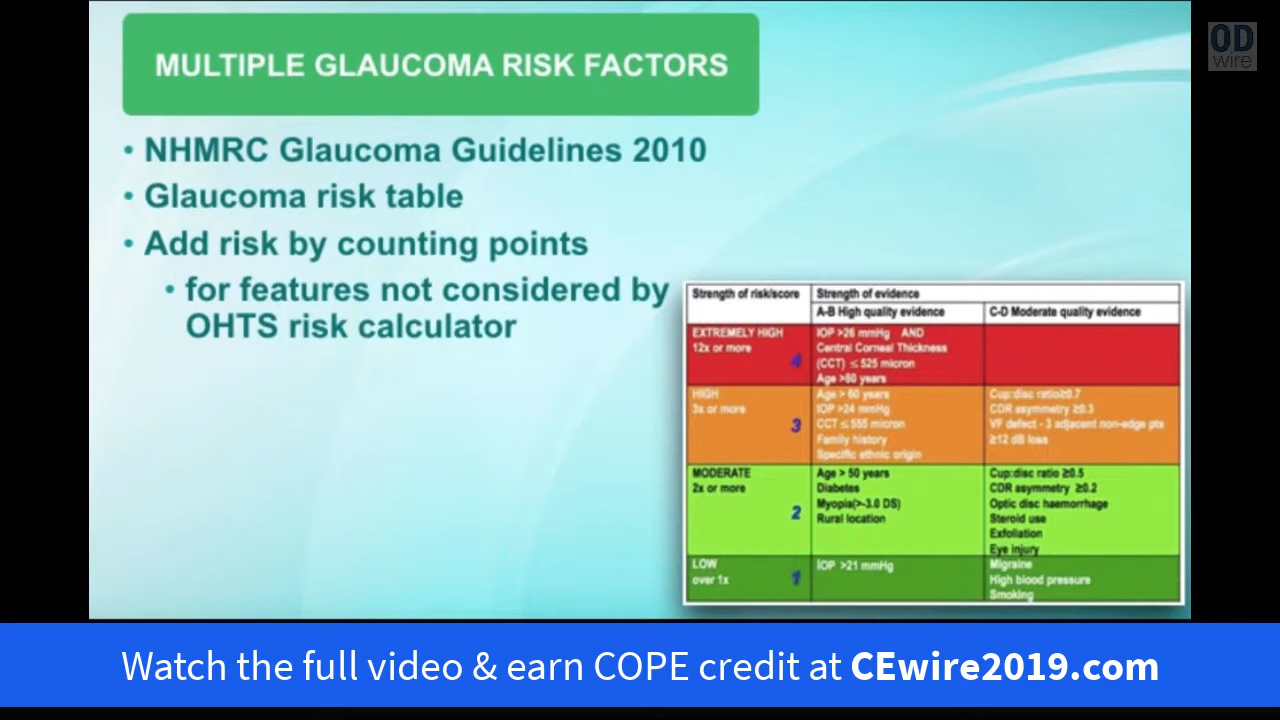 OD
wire
MULTIPLE GLAUCOMA RISK FACTORS
• NHMRC Glaucoma Guidelines 2010
• Glaucoma risk table
• Add risk by counting points
• for features not considered by
OHTS risk calculator
Strength of risk/score
Strength of evidence
A-B High quality evidence
C-D Moderate quality evidence
EXTREMELY HIGH
12x or more
4
IOP >26 mmHg AND
Central Corneal Thickness
(CCT) ≤ 525 micron
Age >60 years
HIGH
3x or more
3
Age > 60 years
IOP >24 mmHg
CCT ≤ 555 micron
Family history
Specific ethnic origin
Cup:disc ratio≥0.7
CDR asymmetry ≥0.3
VF defect - 3 adjacent non-edge pts
≥12 dB loss
MODERATE
2x or more
2
Age > 50 years
Diabetes
Myopia(>-3.0 DS)
Rural location
Cup:disc ratio ≥0.5
CDR asymmetry ≥0.2
Optic disc haemorrhage
Steroid use
Exfoliation
Eye injury
LOW
over 1x
1
IOP >21 mmHg
Migraine
High blood pressure
Smoking
Watch the full video & earn COPE credit at CEwire2019.com